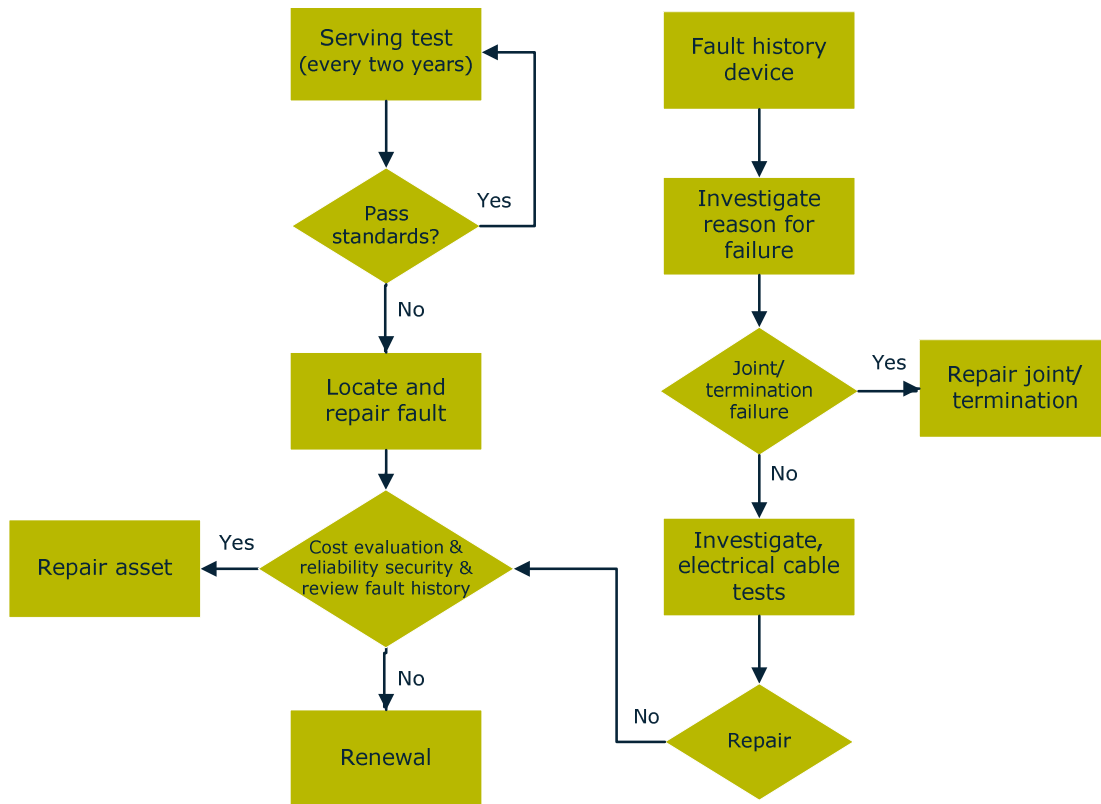 Serving test
(every two years)
Pass
standards?
Yes
No
Locate and
repair fault
Cost evaluation &
reliability security &
review fault history
Yes
Repair asset
No
Renewal
Fault history
device
Investigate
reason for
failure
Joint/
termination
failure
Yes
Repair joint/
termination
No
Investigate,
electrical cable
tests
Repair
No